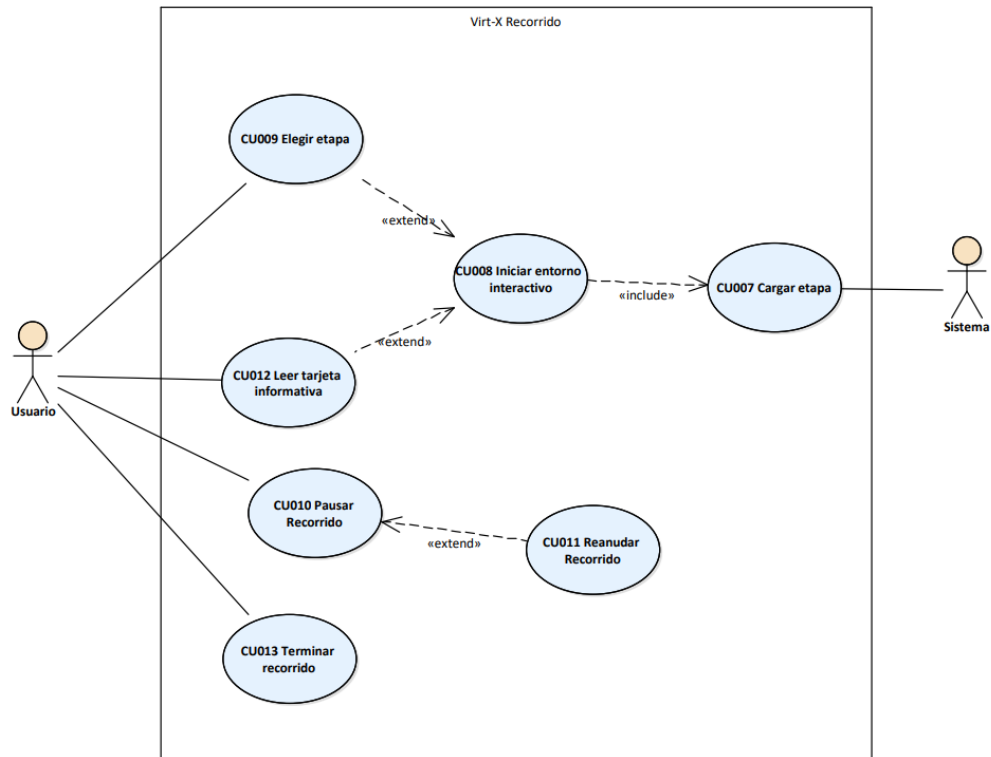 Virt-X Recorrido
CU009 Elegir etapa
«extend»
CU008 Iniciar entorno
interactivo
«include»
CU007 Cargar etapa
Sistema
«extend»
CU012 Leer tarjeta
informativa
Usuario
CU010 Pausar
Recorrido
«extend»
CU011 Reanudar
Recorrido
CU013 Terminar
recorrido